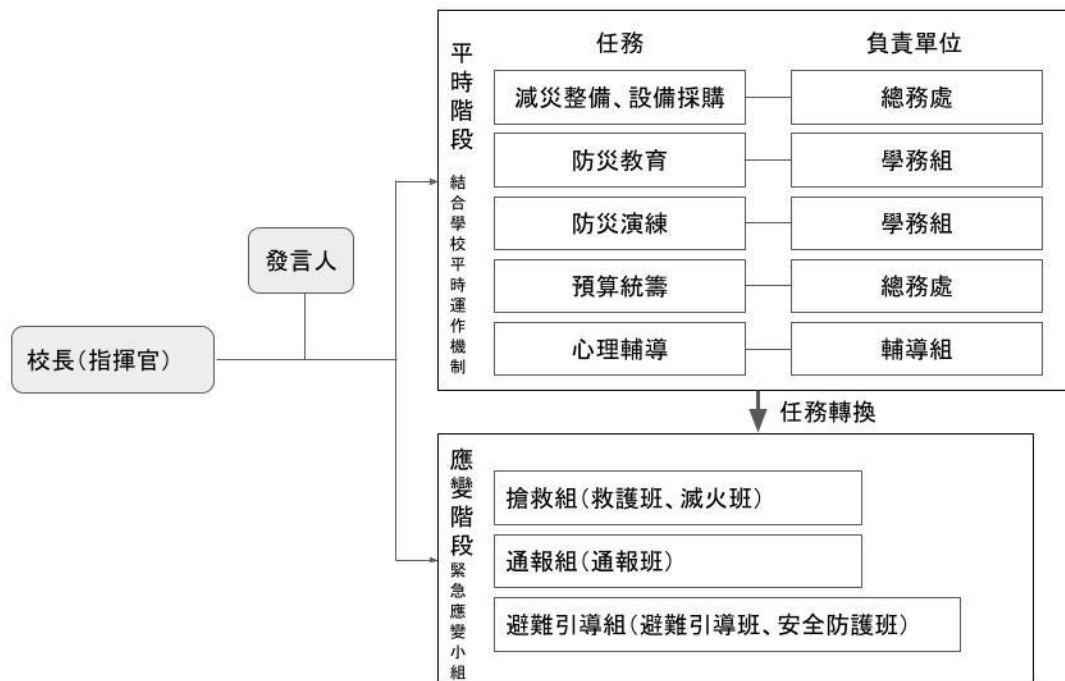 校長(指揮官)
發言人
平時階段 結合學校平時運作機制
任務 負責單位
減災整備、設備採購 總務處
防災教育 學務組
防災演練 學務組
預算統籌 總務處
心理輔導 輔導組
任務轉換
應變階段 緊急應變小組
搶救組(救護班、滅火班)
通報組(通報班)
避難引導組(避難引導班、安全防護班)